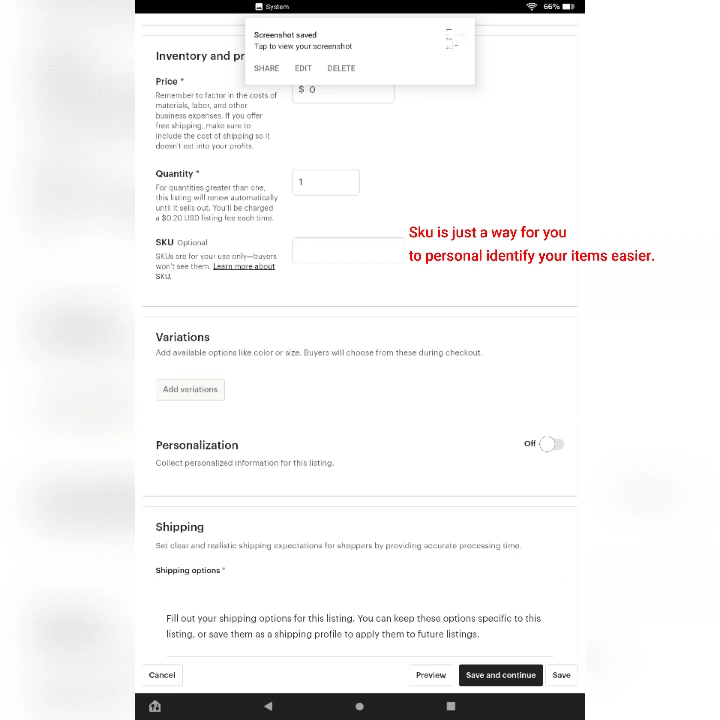 System
66%
Screenshot saved
Tap to view your screenshot
SHARE EDIT DELETE
Inventory and pr
Price *
Remember to factor in the costs of
materials, labor, and other
business expenses. If you offer
free shipping, make sure to
include the cost of shipping so it
doesn't eat into your profits.
$ 0
Quantity *
For quantities greater than one,
this listing will renew automatically
until it sells out. You'll be charged
a $0.20 USD listing fee each time.
1
SKU Optional
SKUs are for your use only—buyers
won't see them. Learn more about
SKU.
Sku is just a way for you
to personal identify your items easier.
Variations
Add available options like color or size. Buyers will choose from these during checkout.
Add variations
Personalization
Off
Collect personalized information for this listing.
Shipping
Set clear and realistic shipping expectations for shoppers by providing accurate processing time.
Shipping options *
Fill out your shipping options for this listing. You can keep these options specific to this
listing, or save them as a shipping profile to apply them to future listings.
Cancel
Preview
Save and continue
Save